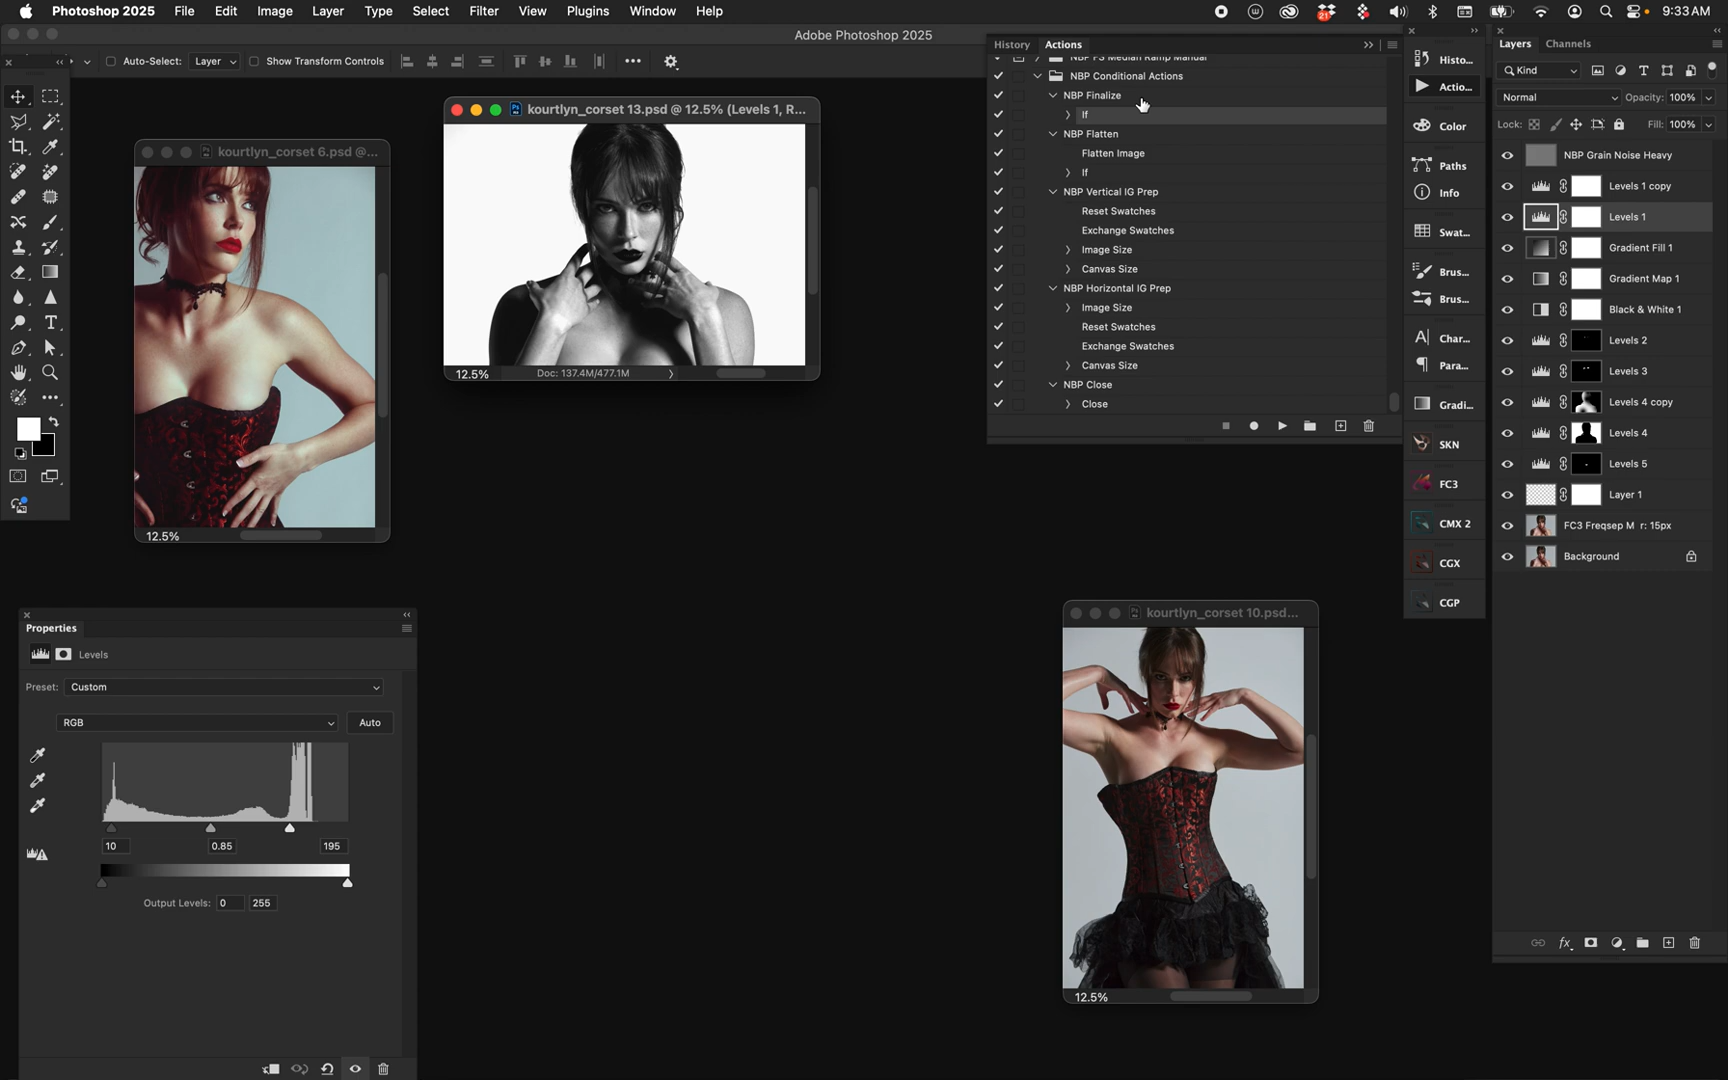 Photoshop 2025 File Edit Image Layer Type Select Filter View Plugins Window Help 21 9:33 AM
Adobe Photoshop 2025
Auto-Select: Layer Show Transform Controls
kourtlyn_corset 6.psd @...
12.5%
kourtlyn_corset 13.psd @ 12.5% (Levels 1, R...
12.5% Doc: 137.4M/477.1M
History Actions
NBP FS Median Ramp Manual
NBP Conditional Actions
NBP Finalize
If
NBP Flatten
Flatten Image
If
NBP Vertical IG Prep
Reset Swatches
Exchange Swatches
Image Size
Canvas Size
NBP Horizontal IG Prep
Image Size
Reset Swatches
Exchange Swatches
Canvas Size
NBP Close
Close
Histo...
Actio...
Color
Paths
Info
Swat...
Brus...
Brus...
Char...
Para...
Gradi...
SKN
FC3
CMX 2
CGX
CGP
Layers Channels
Kind
Normal Opacity: 100%
Lock: Fill: 100%
NBP Grain Noise Heavy
Levels 1 copy
Levels 1
Gradient Fill 1
Gradient Map 1
Black & White 1
Levels 2
Levels 3
Levels 4 copy
Levels 4
Levels 5
Layer 1
FC3 Freqsep M r: 15px
Background
Properties
Levels
Preset: Custom
RGB Auto
10 0.85 195
Output Levels: 0 255
kourtlyn_corset 10.psd...
12.5%